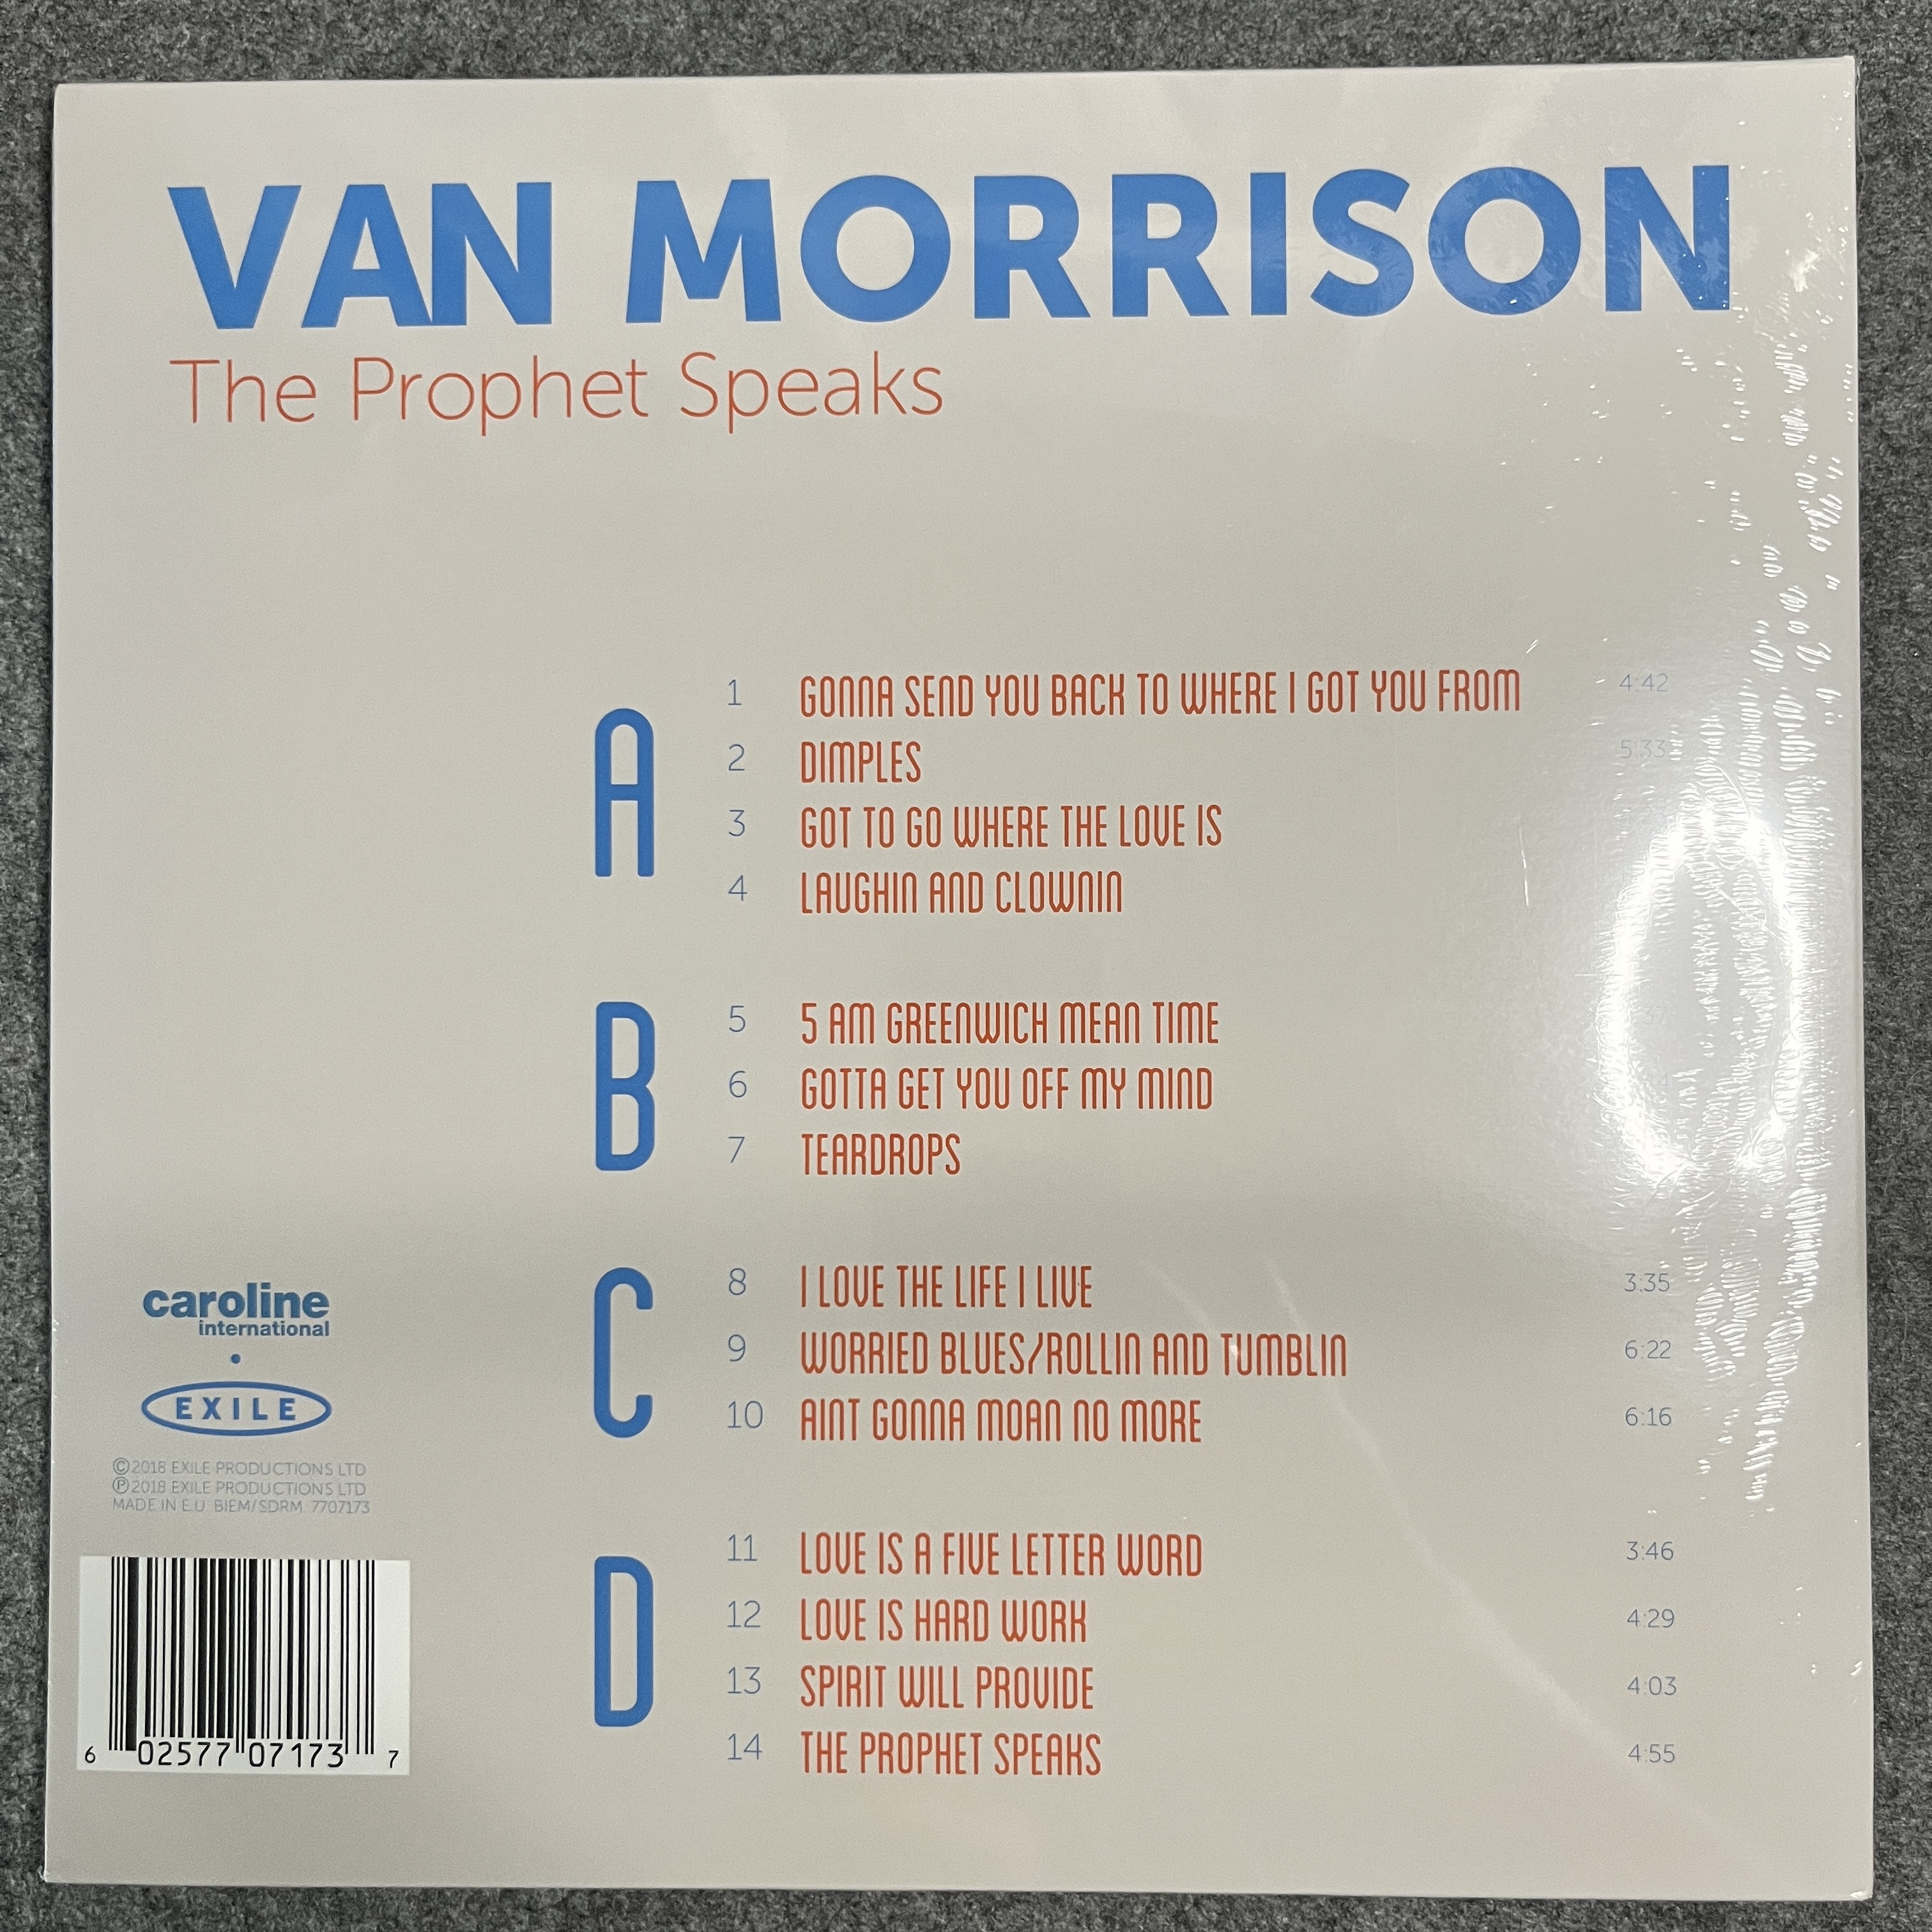 VAN MORRISON
The Prophet Speaks
A
1 GONNA SEND YOU BACK TO WHERE I GOT YOU FROM 4:42
2 DIMPLES 5:33
3 GOT TO GO WHERE THE LOVE IS
4 LAUGHIN AND CLOWNIN
B
5 5 AM GREENWICH MEAN TIME
6 GOTTA GET YOU OFF MY MIND
7 TEARDROPS
C
8 I LOVE THE LIFE I LIVE 3:35
9 WORRIED BLUES/ROLLIN AND TUMBLIN 6:22
10 AINT GONNA MOAN NO MORE 6:16
D
11 LOVE IS A FIVE LETTER WORD 3:46
12 LOVE IS HARD WORK 4:29
13 SPIRIT WILL PROVIDE 4:03
14 THE PROPHET SPEAKS 4:55
caroline
international
EXILE
©2018 EXILE PRODUCTIONS LTD
℗2018 EXILE PRODUCTIONS LTD
MADE IN E.U. BIEM/SDRM. 7707173
6 02577 07173 7